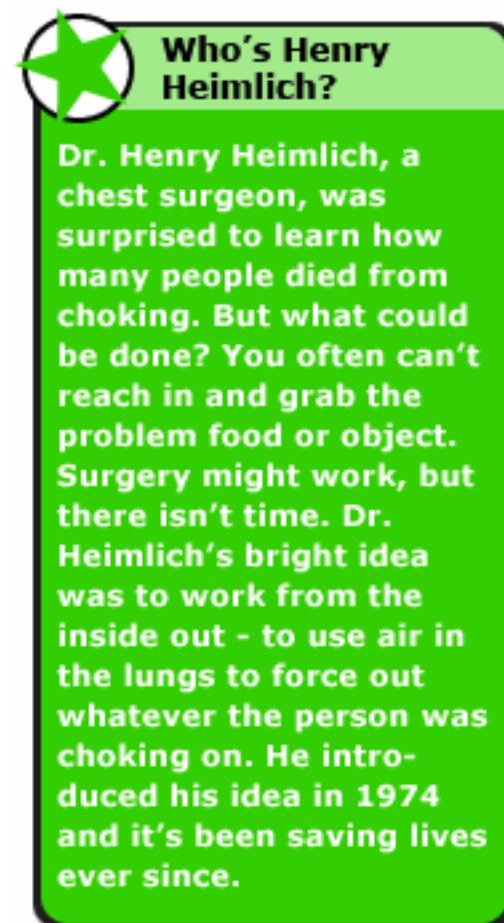 Who's Henry
Heimlich?
Dr. Henry Heimlich, a
chest surgeon, was
surprised to learn how
many people died from
choking. But what could
be done? You often can't
reach in and grab the
problem food or object.
Surgery might work, but
there isn't time. Dr.
Heimlich's bright idea
was to work from the
inside out - to use air in
the lungs to force out
whatever the person was
choking on. He intro-
duced his idea in 1974
and it's been saving lives
ever since.